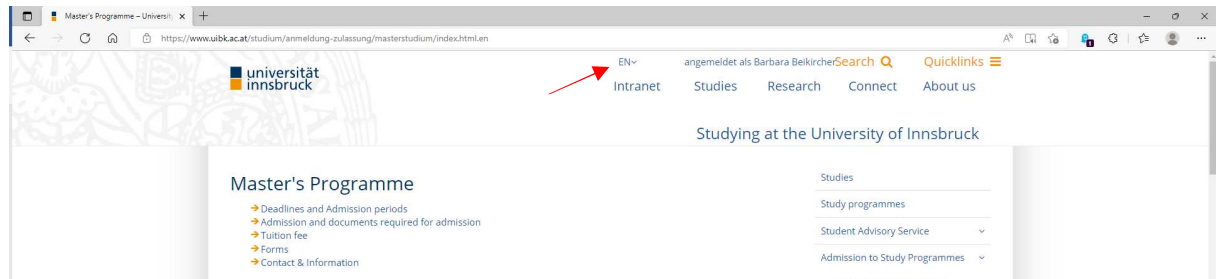 Master's Programme – Universit
https://www.uibk.ac.at/studium/anmeldung-zulassung/masterstudium/index.html.en
universität
innsbruck
EN
angemeldet als Barbara Beikircher
Search
Quicklinks
Intranet
Studies
Research
Connect
About us
Studying at the University of Innsbruck
Master's Programme
Deadlines and Admission periods
Admission and documents required for admission
Tuition fee
Forms
Contact & Information
Studies
Study programmes
Student Advisory Service
Admission to Study Programmes